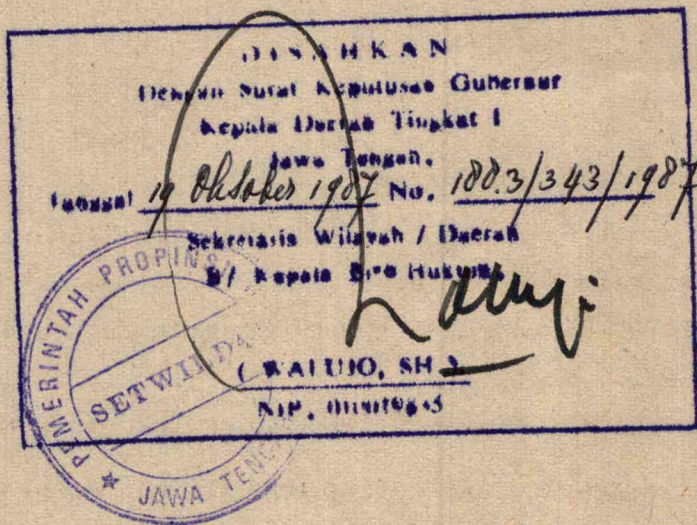 DISAHKAN
Dengan Surat Keputusan Gubernur
Kepala Daerah Tingkat I
Jawa Tengah.
Tanggal 19 Oktober 1987 No. 188.3/343/1987
Sekretaris Wilayah / Daerah
Kepala Biro Hukum
( WALUJO, SH )
NIP.
PEMERINTAH PROPINSI
SETWILDA
JAWA TENGAH